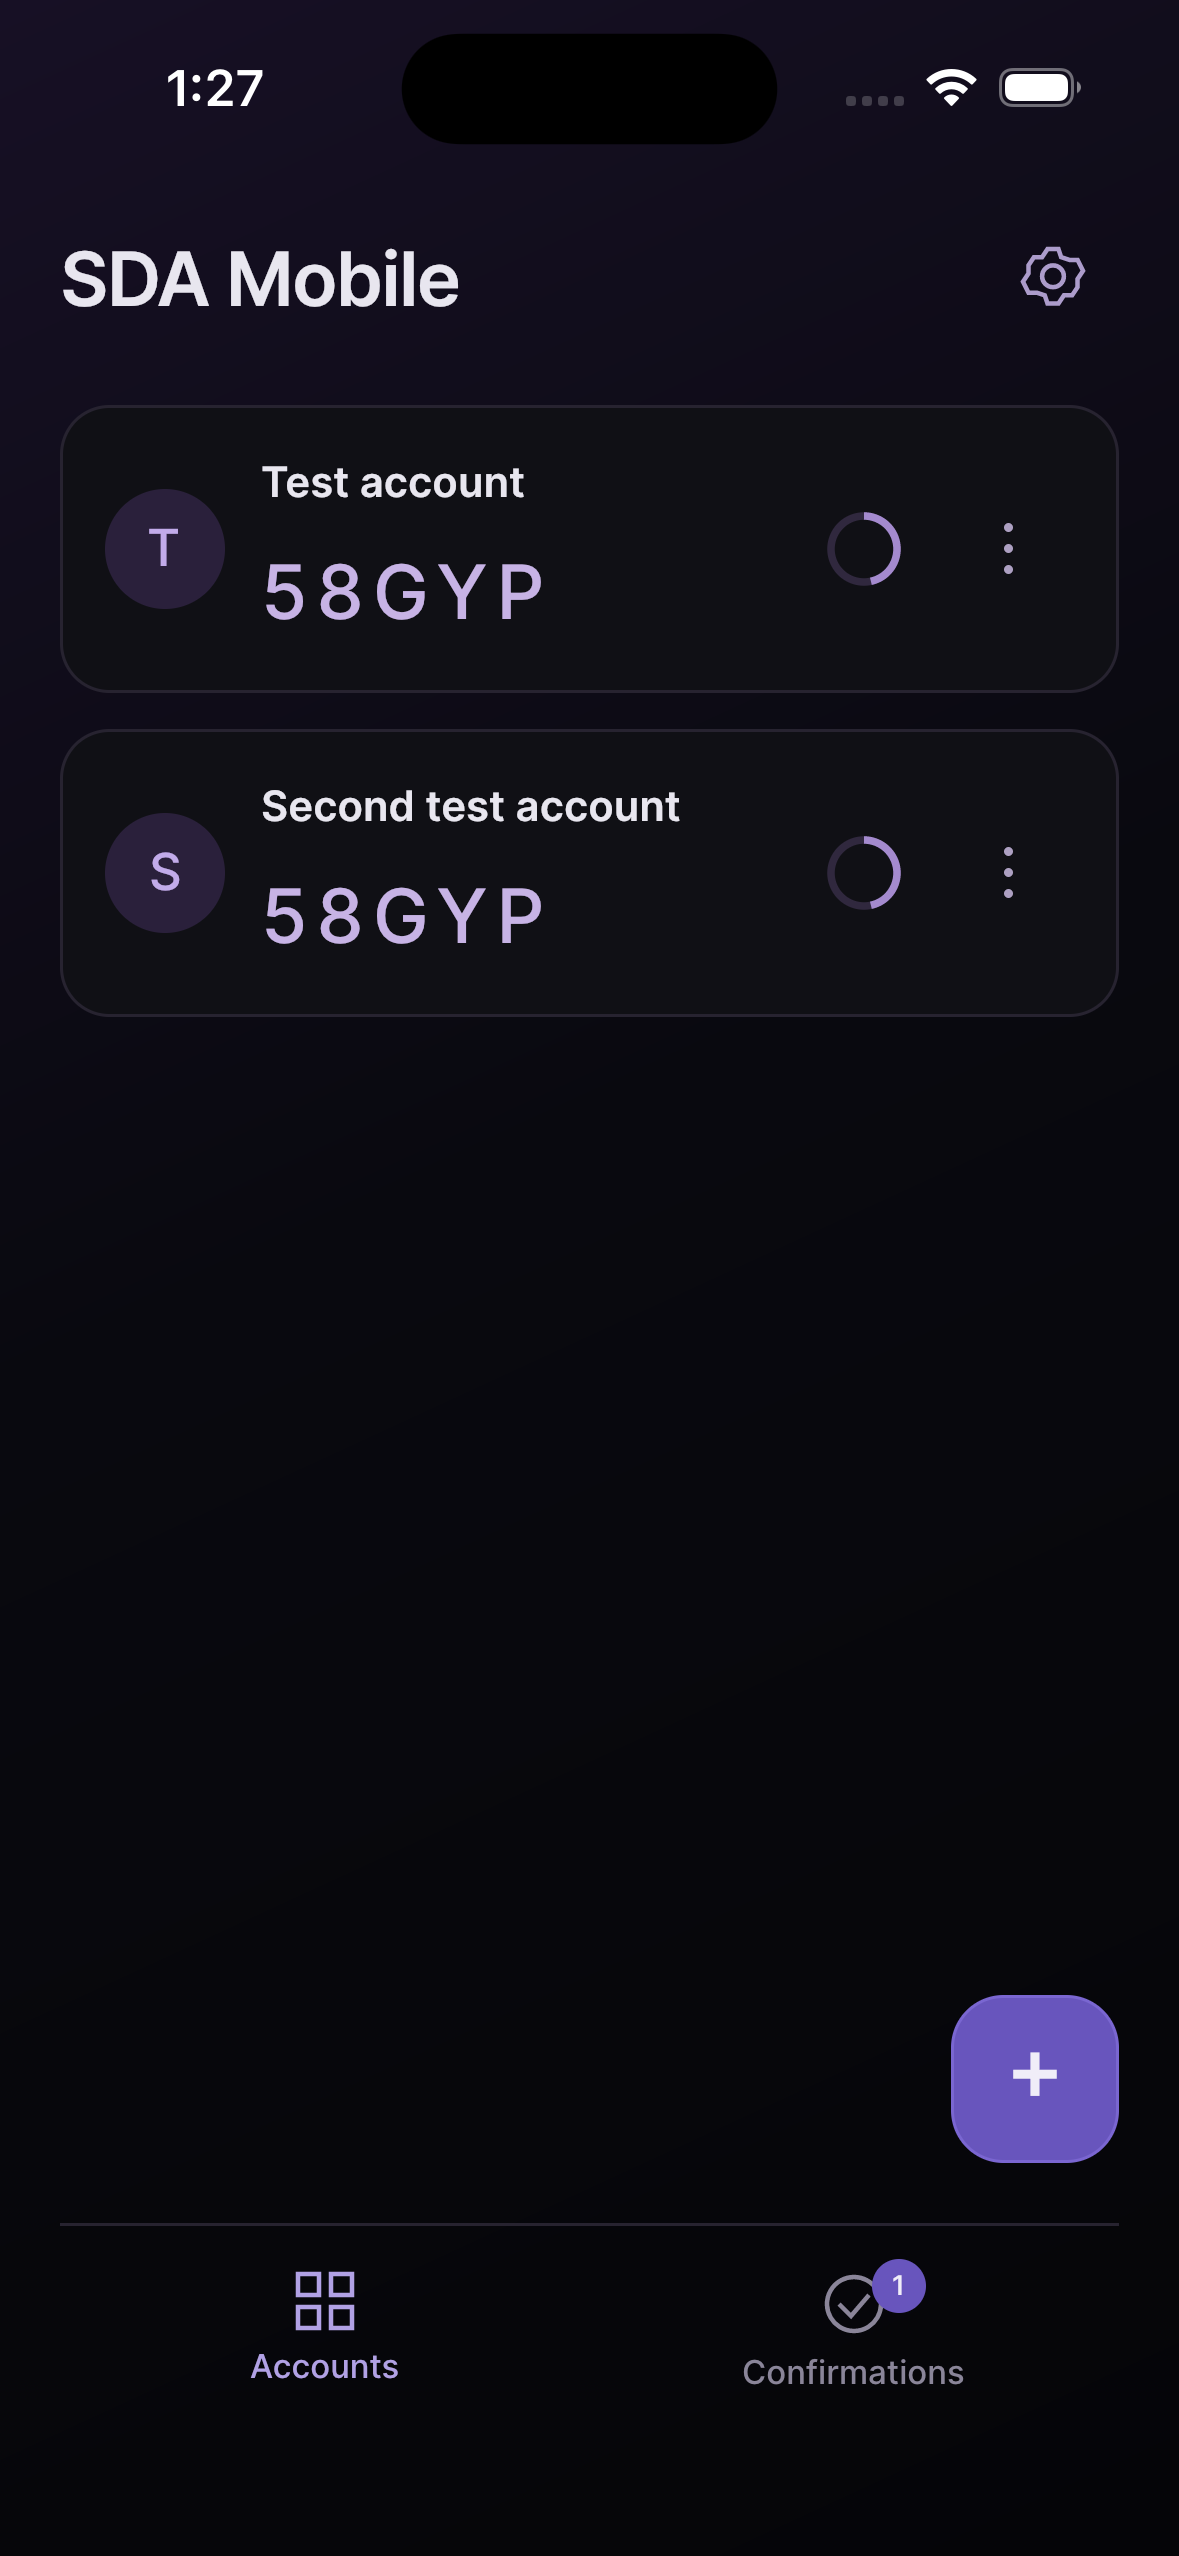 1:27
SDA Mobile
Test account
T
58GYP
Second test account
S
58GYP
+
1
Accounts
Confirmations